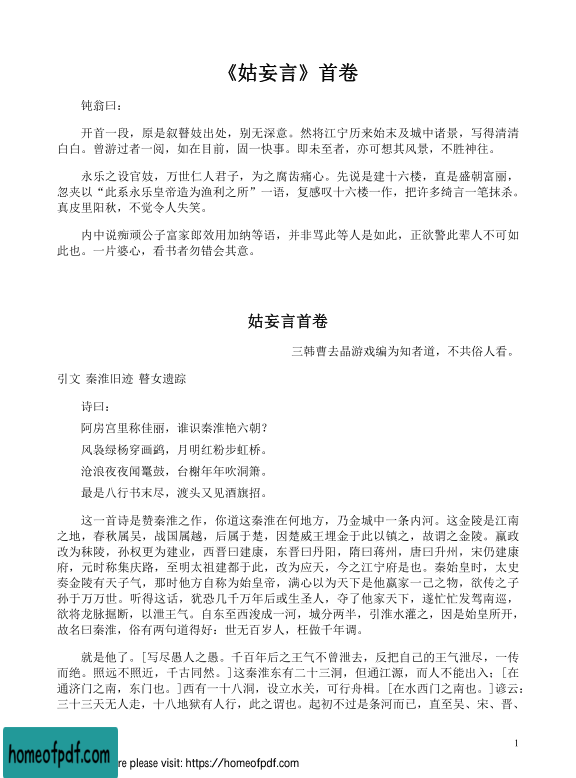 《姑妄言》首卷
钝翁曰：
开首一段，原是叙瞽妓出处，别无深意。然将江宁历来始末及城中诸景，写得清清
白白。曾游过者一阅，如在目前，固一快事。即未至者，亦可想其风景，不胜神往。
永乐之设官妓，万世仁人君子，为之腐齿痛心。先说是建十六楼，直是盛朝富丽，
忽夹以“此系永乐皇帝造为渔利之所”一语，复感叹十六楼一作，把许多绮言一笔抹杀。
真皮里阳秋，不觉令人失笑。
内中说痴顽公子富家郎效用加纳等语，并非骂此等人是如此，正欲警此辈人不可如
此也。一片婆心，看书者勿错会其意。
姑妄言首卷
三韩曹去晶游戏编为知者道，不共俗人看。
引文 秦淮旧迹 瞽女遗踪
诗曰：
阿房宫里称佳丽，谁识秦淮艳六朝？
风袅绿杨穿画鹢，月明红粉步虹桥。
沧浪夜夜闻鼍鼓，台榭年年吹洞箫。
最是八行书末尽，渡头又见酒旗招。
这一首诗是赞秦淮之作，你道这秦淮在何地方，乃金城中一条内河。这金陵是江南
之地，春秋属吴，战国属越，后属于楚，因楚威王埋金于此以镇之，故谓之金陵。嬴政
改为秣陵，孙权更为建业，西晋曰建康，东晋曰丹阳，隋曰蒋州，唐曰升州，宋仍建康
府，元时称集庆路，至明太祖建都于此，改为应天，今之江宁府是也。秦始皇时，太史
奏金陵有天子气，那时他方自称为始皇帝，满心以为天下是他嬴家一己之物，欲传之子
孙于万万世。听得这话，犹恐几千万年后或生圣人，夺了他家天下，遂忙忙发驾南巡，
欲将龙脉掘断，以泄王气。自东至西浚成一河，城分两半，引淮水灌之，因是始皇所开，
故名曰秦淮，俗有两句道得好：世无百岁人，枉做千年调。
就是他了。[写尽愚人之愚。千百年后之王气不曾泄去，反把自己的王气泄尽，一传
而绝。照远不照近，千古同然。]这秦淮东有二十三洞，但通江源，而人不能出入；[在
通济门之南，东门也。]西有一十八洞，设立水关，可行舟楫。[在水西门之南也。]谚云：
三十三天无人走，十八地狱有人行，此之谓也。起初不过是条河而已，直至吴、宋、晋、
1
homeofpdf.com
re please visit: https://homeofpdf.com